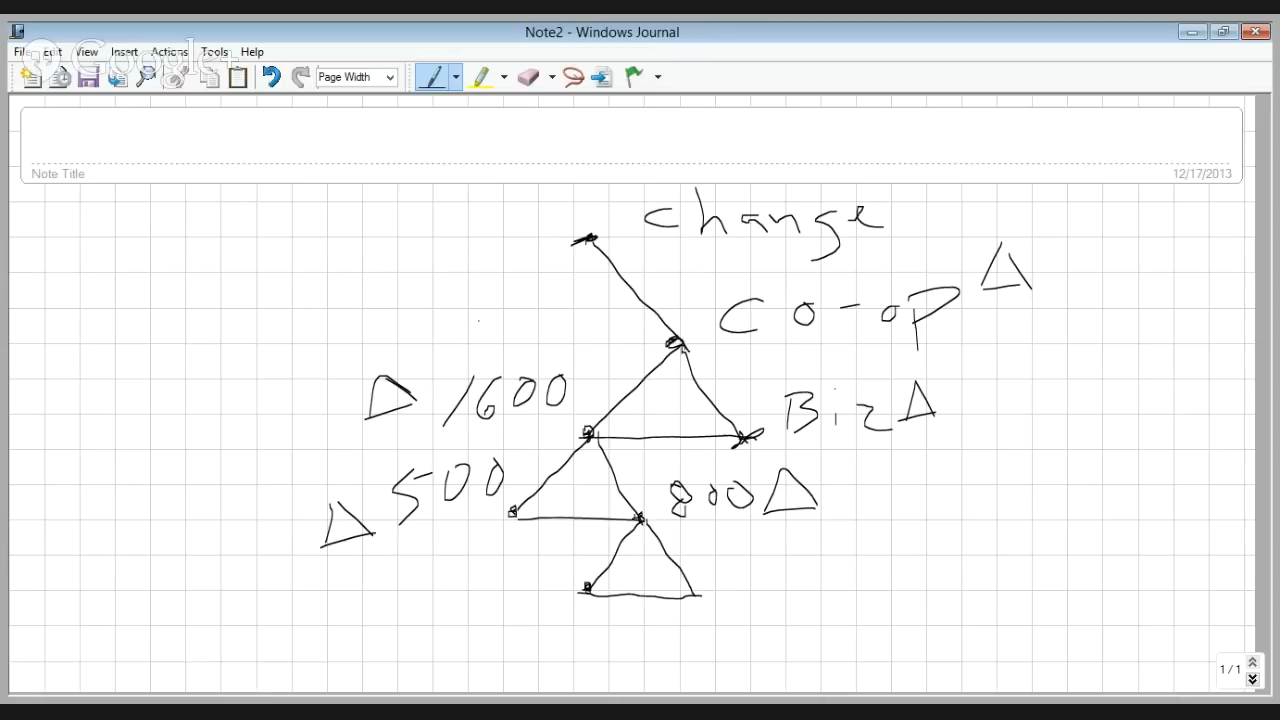 Note2 - Windows Journal
File Edit View Insert Actions Tools Help
Google+
Page Width
Note Title
12/17/2013
change
Co-op Δ
Δ 1600
Biz Δ
Δ 500
800 Δ
1 / 1